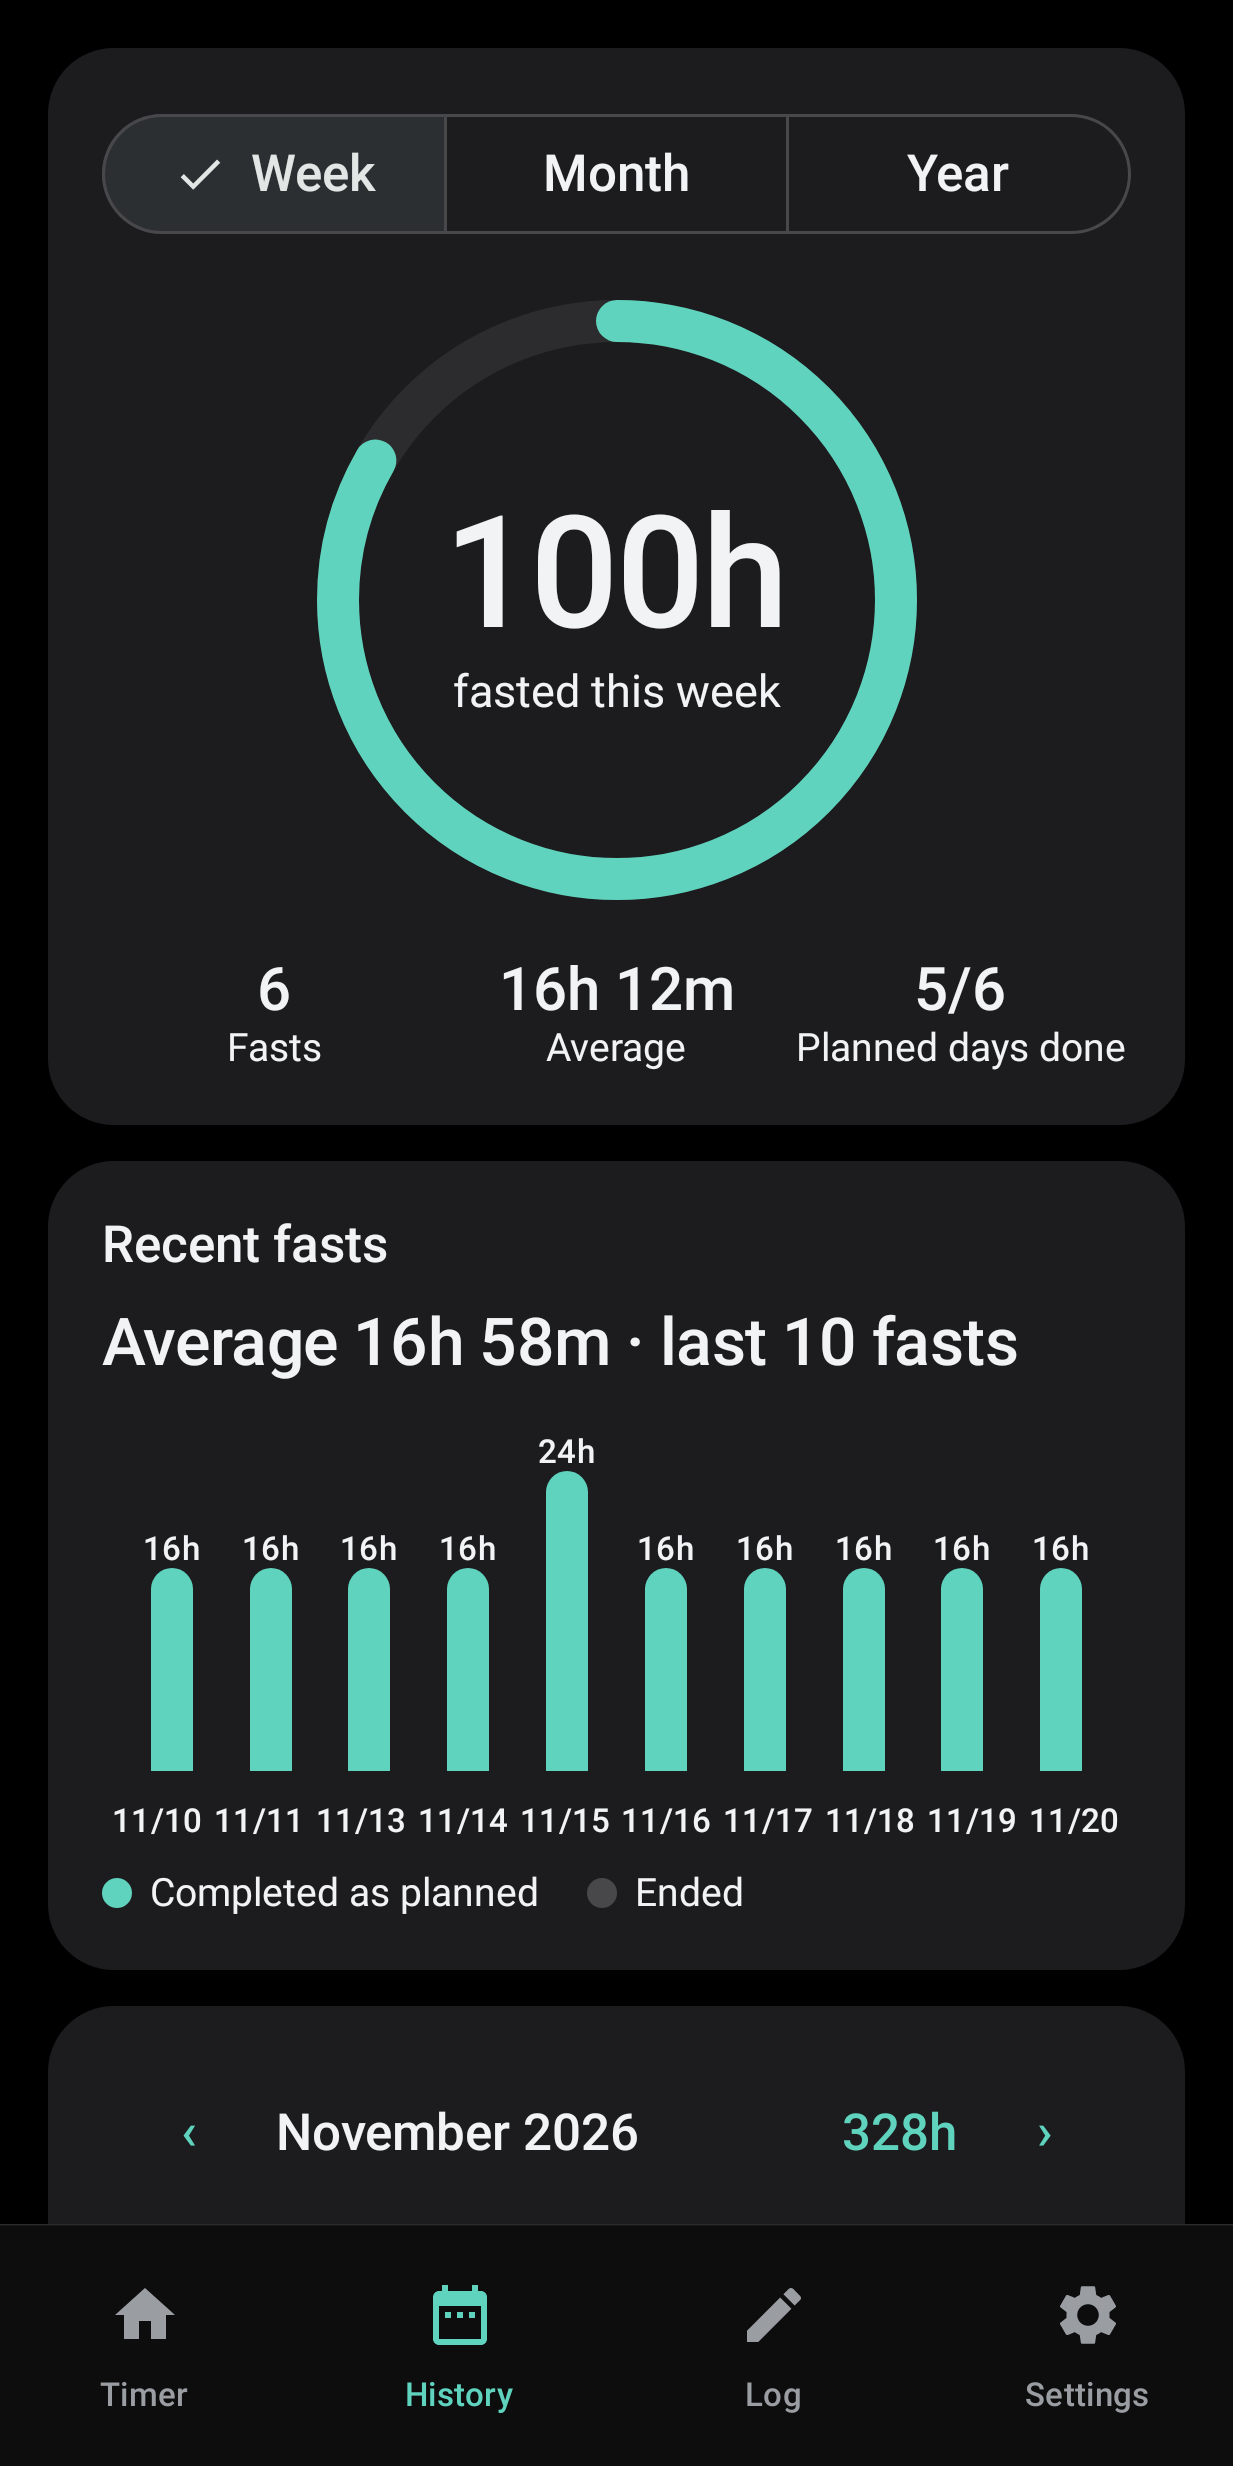 Week Month Year
100h
fasted this week
6 16h 12m 5/6
Fasts Average Planned days done
Recent fasts
Average 16h 58m · last 10 fasts
24h
16h 16h 16h 16h 16h 16h 16h 16h 16h
11/10 11/11 11/13 11/14 11/15 11/16 11/17 11/18 11/19 11/20
Completed as planned Ended
‹ November 2026 328h ›
Timer History Log Settings